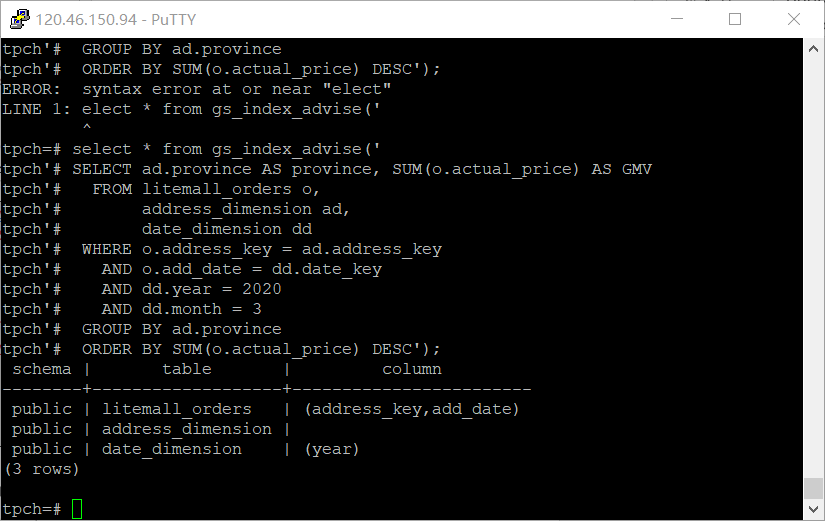 120.46.150.94 - PuTTY
tpch'#  GROUP BY ad.province
tpch'#  ORDER BY SUM(o.actual_price) DESC');
ERROR:  syntax error at or near "elect"
LINE 1: elect * from gs_index_advise('
        ^
tpch=# select * from gs_index_advise('
tpch'# SELECT ad.province AS province, SUM(o.actual_price) AS GMV
tpch'#   FROM litemall_orders o,
tpch'#        address_dimension ad,
tpch'#        date_dimension dd
tpch'#  WHERE o.address_key = ad.address_key
tpch'#    AND o.add_date = dd.date_key
tpch'#    AND dd.year = 2020
tpch'#    AND dd.month = 3
tpch'#  GROUP BY ad.province
tpch'#  ORDER BY SUM(o.actual_price) DESC');
 schema |       table       |         column
--------+-------------------+------------------------
 public | litemall_orders   | (address_key,add_date)
 public | address_dimension |
 public | date_dimension    | (year)
(3 rows)
tpch=#